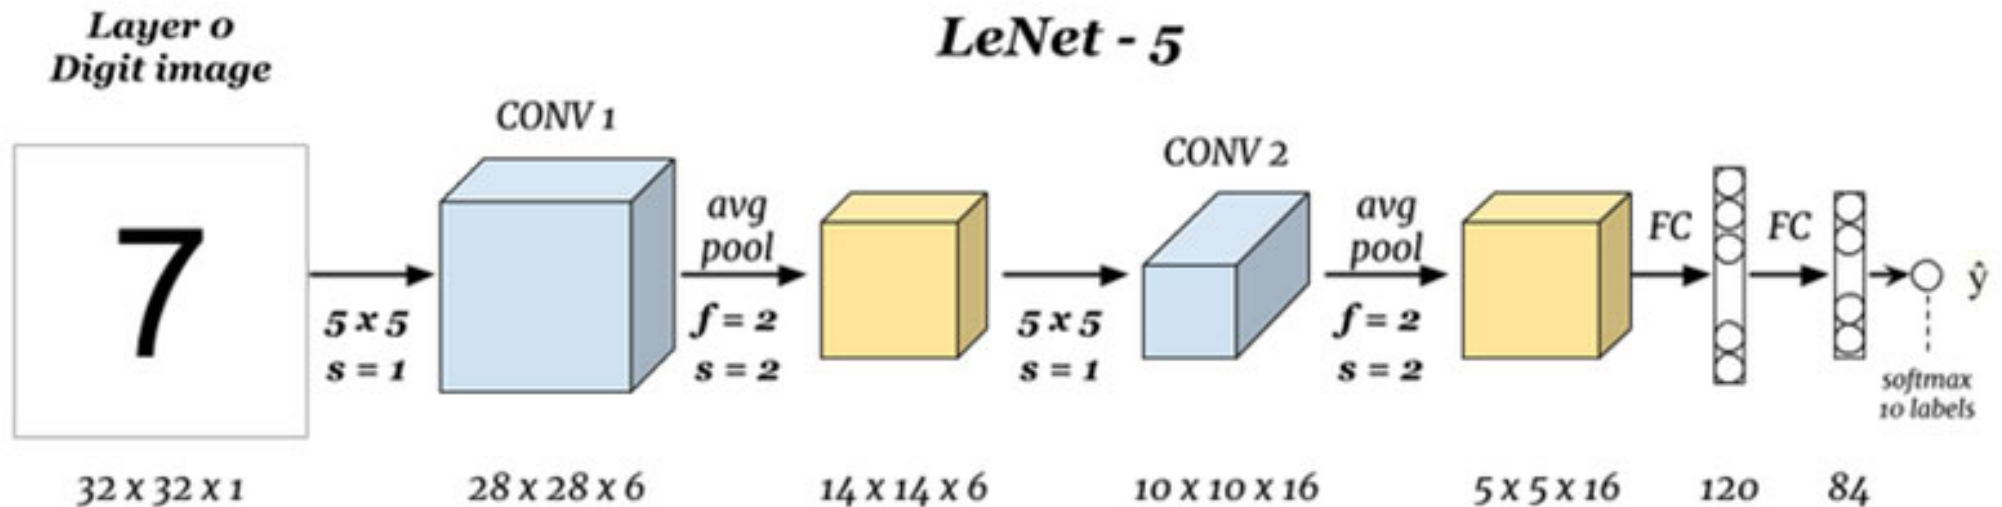 Layer 0
Digit image
LeNet - 5
7
32 x 32 x 1
5 x 5
s = 1
CONV 1
28 x 28 x 6
avg
pool
f = 2
s = 2
14 x 14 x 6
5 x 5
s = 1
CONV 2
10 x 10 x 16
avg
pool
f = 2
s = 2
5 x 5 x 16
FC
120
FC
84
ŷ
softmax
10 labels